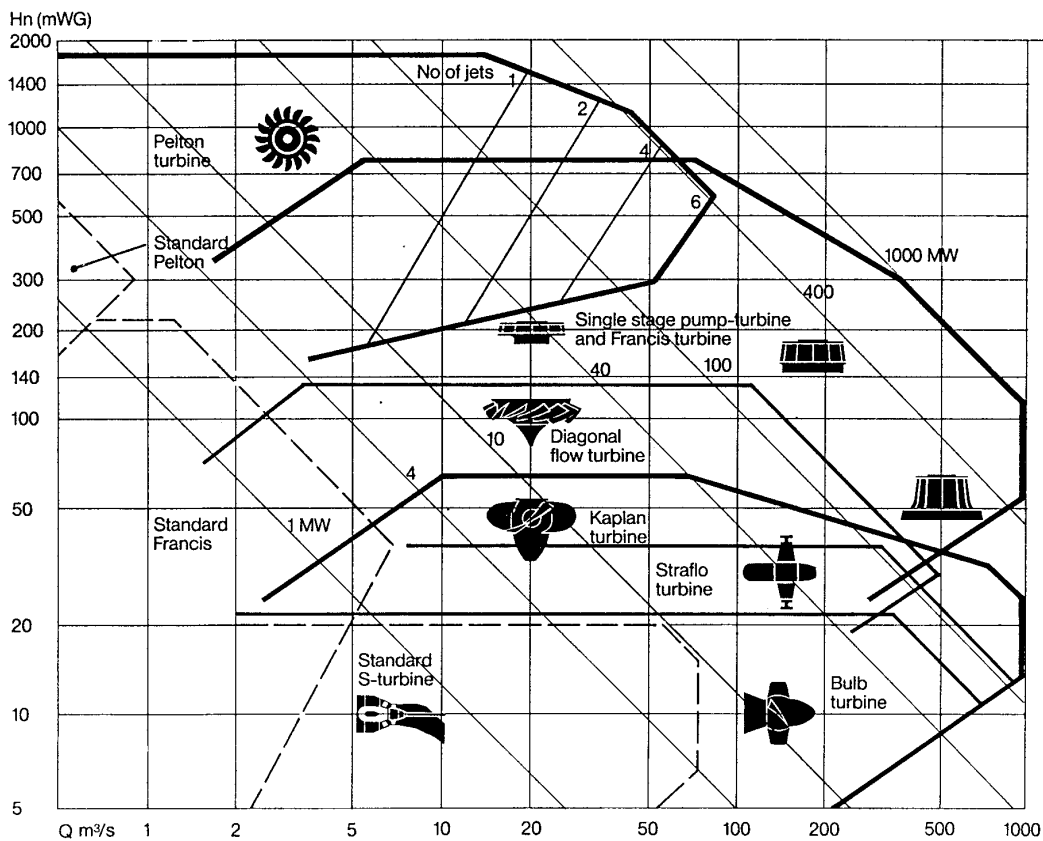 Hn (mWG)
2000
No of jets
1
1400
2
1000
Pelton
turbine
4
700
6
500
Standard
Pelton
1000 MW
300
400
200
Single stage pump-turbine
and Francis turbine
140
40
100
100
10
Diagonal
flow turbine
4
50
Standard
Francis
1 MW
Kaplan
turbine
Straflo
turbine
20
Standard
S-turbine
Bulb
turbine
10
5
Q m³/s
1
2
5
10
20
50
100
200
500
1000